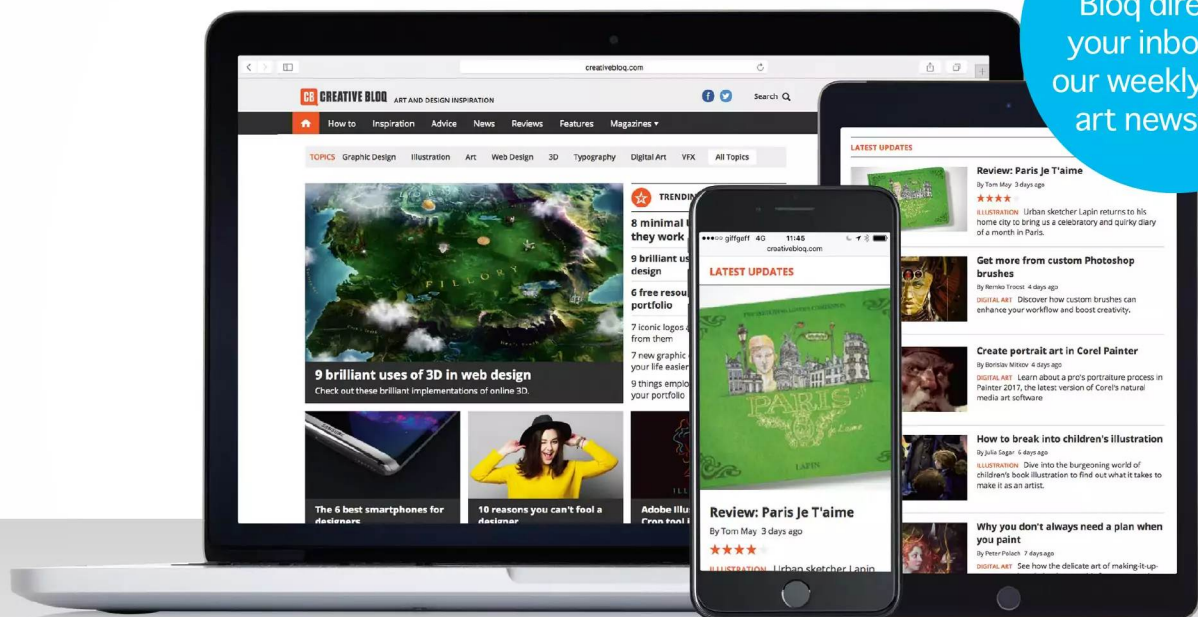 Bloq dire
your inbo
our weekly
art news
creativebloq.com
CB CREATIVE BLOQ ART AND DESIGN INSPIRATION
Search
How to Inspiration Advice News Reviews Features Magazines
TOPICS Graphic Design Illustration Art Web Design 3D Typography Digital Art VFX All Topics
FILLORY
9 brilliant uses of 3D in web design
Check out these brilliant implementations of online 3D.
TRENDIN
8 minimal
they work
9 brilliant us
design
6 free resou
portfolio
7 iconic logos
from them
7 new graphic
your life easier
9 things emplo
your portfolio
The 6 best smartphones for
designers
10 reasons you can't fool a
designer
ILL
Adobe Illu
Crop tool i
giffgaff 4G 11:45
creativebloq.com
LATEST UPDATES
PARIS
je t'aime
LAPIN
Review: Paris Je T'aime
By Tom May 3 days ago
ILLUSTRATION Urban sketcher Lapin
LATEST UPDATES
Review: Paris Je T'aime
By Tom May 3 days ago
ILLUSTRATION Urban sketcher Lapin returns to his
home city to bring us a celebratory and quirky diary
of a month in Paris.
Get more from custom Photoshop
brushes
By Remko Troost 4 days ago
DIGITAL ART Discover how custom brushes can
enhance your workflow and boost creativity.
Create portrait art in Corel Painter
By Borislav Mitkov 4 days ago
DIGITAL ART Learn about a pro's portraiture process in
Painter 2017, the latest version of Corel's natural
media art software
How to break into children's illustration
By Julia Sagar 6 days ago
ILLUSTRATION Dive into the burgeoning world of
children's book illustration to find out what it takes to
make it as an artist.
Why you don't always need a plan when
you paint
By Peter Polach 7 days ago
DIGITAL ART See how the delicate art of making-it-up-